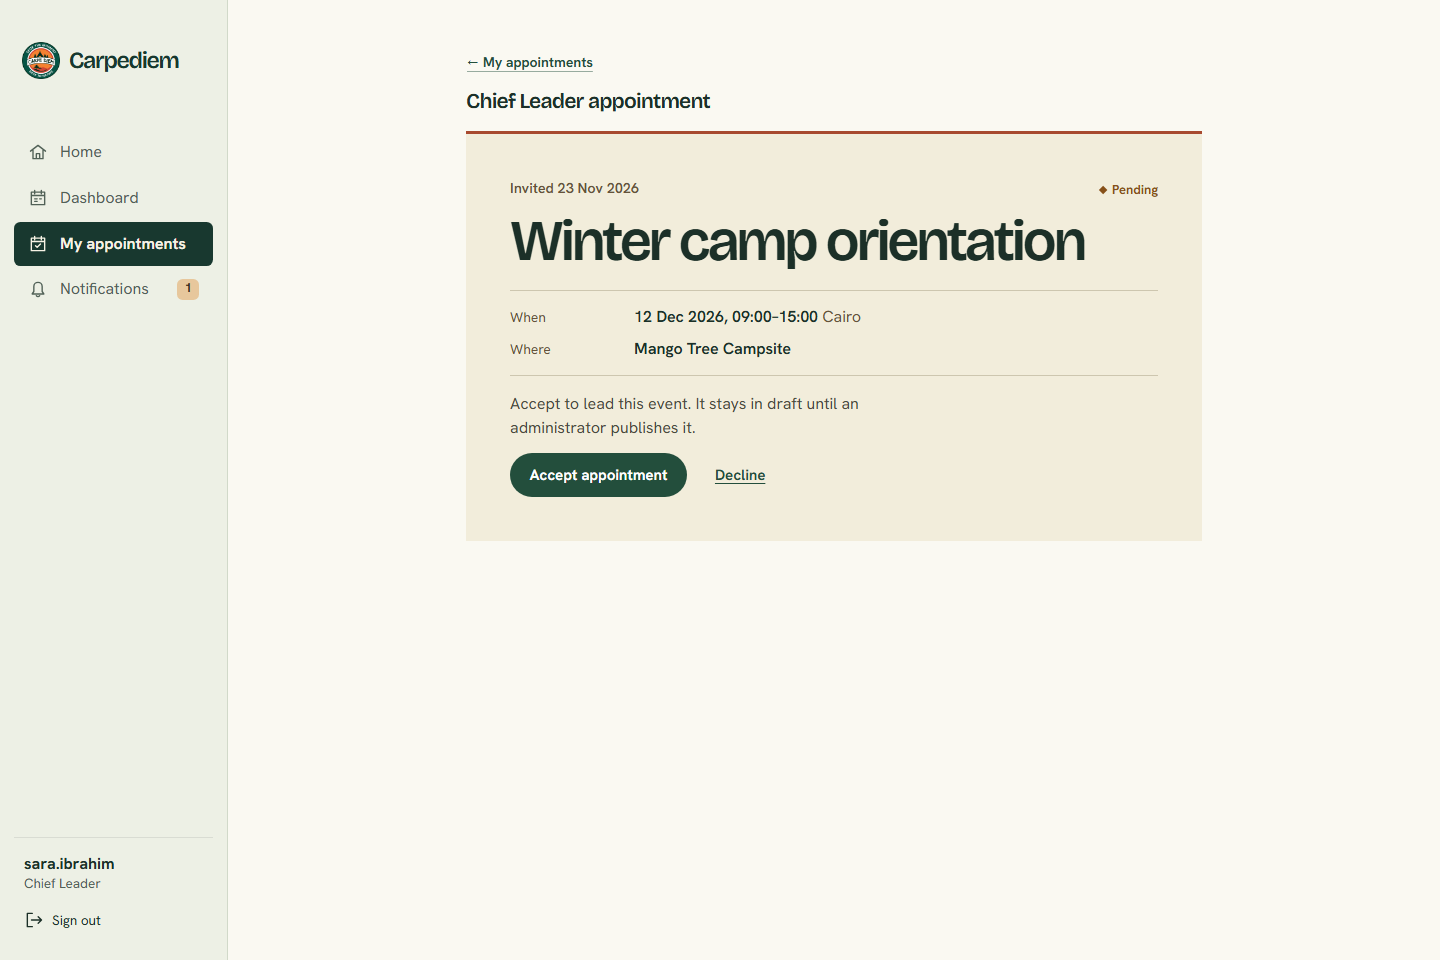 Carpediem
Home
Dashboard
My appointments
Notifications 1
sara.ibrahim
Chief Leader
Sign out
← My appointments
Chief Leader appointment
Invited 23 Nov 2026
◆ Pending
Winter camp orientation
When 12 Dec 2026, 09:00–15:00 Cairo
Where Mango Tree Campsite
Accept to lead this event. It stays in draft until an
administrator publishes it.
Accept appointment Decline